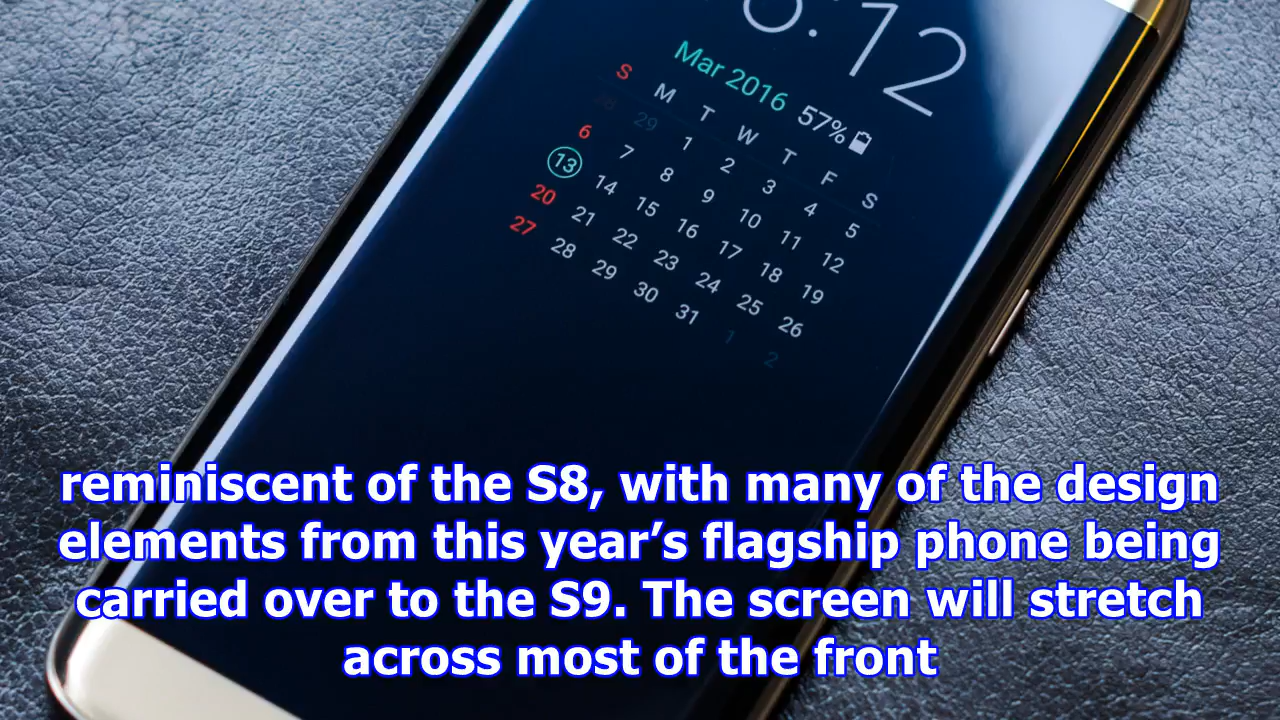 :12
Mar 2016 57%
S M T W T F S
28 29 1 2 3 4 5
6 7 8 9 10 11 12
13 14 15 16 17 18 19
20 21 22 23 24 25 26
27 28 29 30 31 1 2
reminiscent of the S8, with many of the design
elements from this year’s flagship phone being
carried over to the S9. The screen will stretch
across most of the front